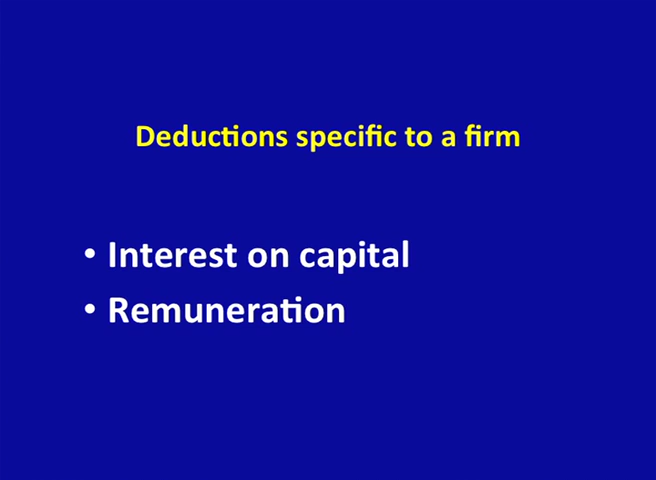 Deductions specific to a firm
• Interest on capital
• Remuneration